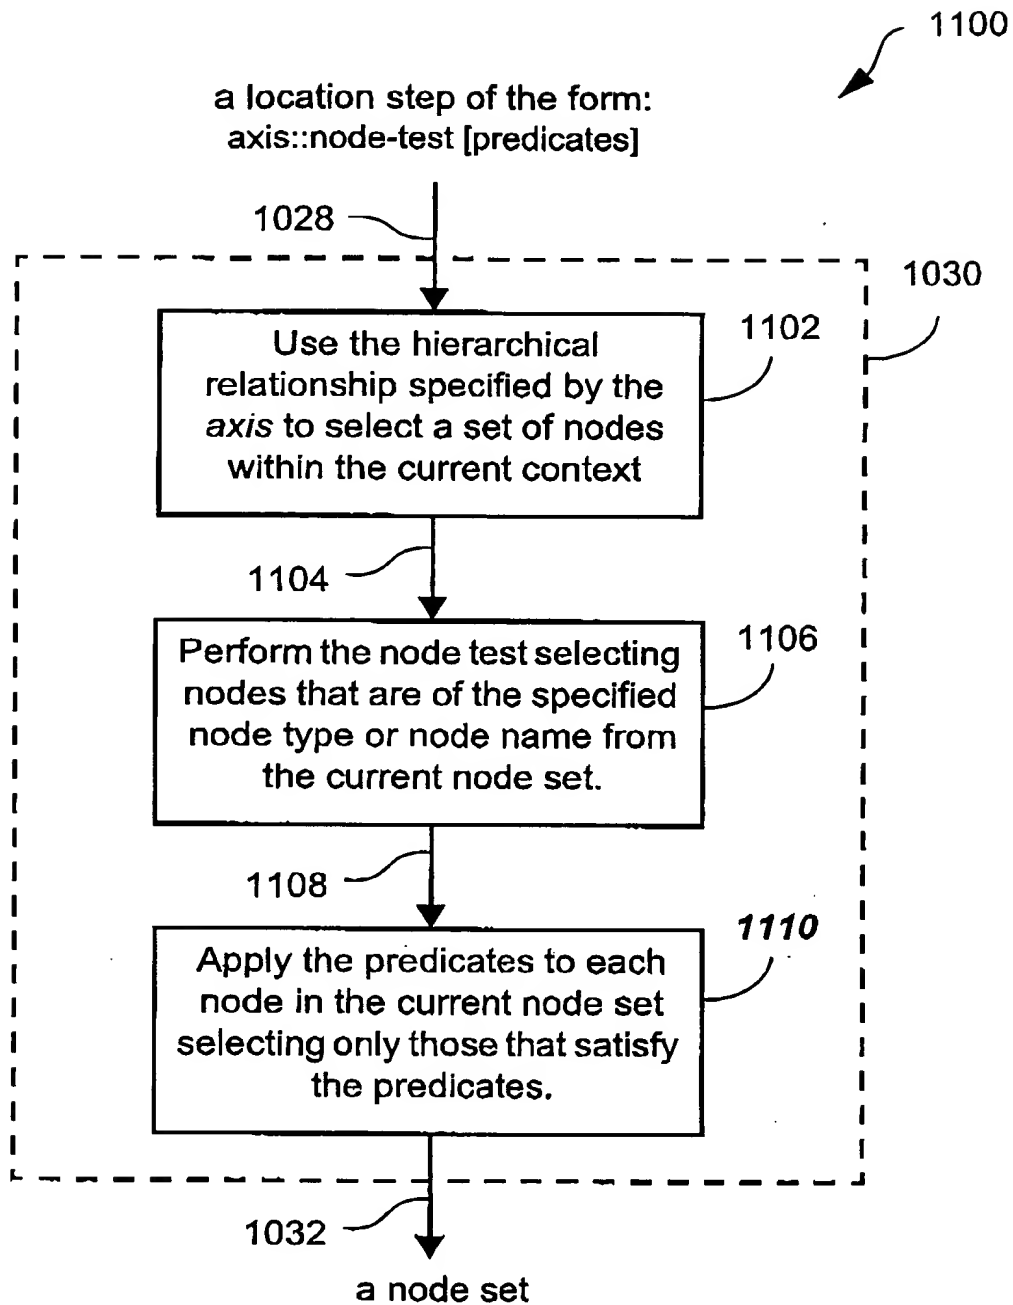 1100
a location step of the form:
axis::node-test [predicates]
1028
1030
1102
Use the hierarchical
relationship specified by the
axis to select a set of nodes
within the current context
1104
1106
Perform the node test selecting
nodes that are of the specified
node type or node name from
the current node set.
1108
1110
Apply the predicates to each
node in the current node set
selecting only those that satisfy
the predicates.
1032
a node set